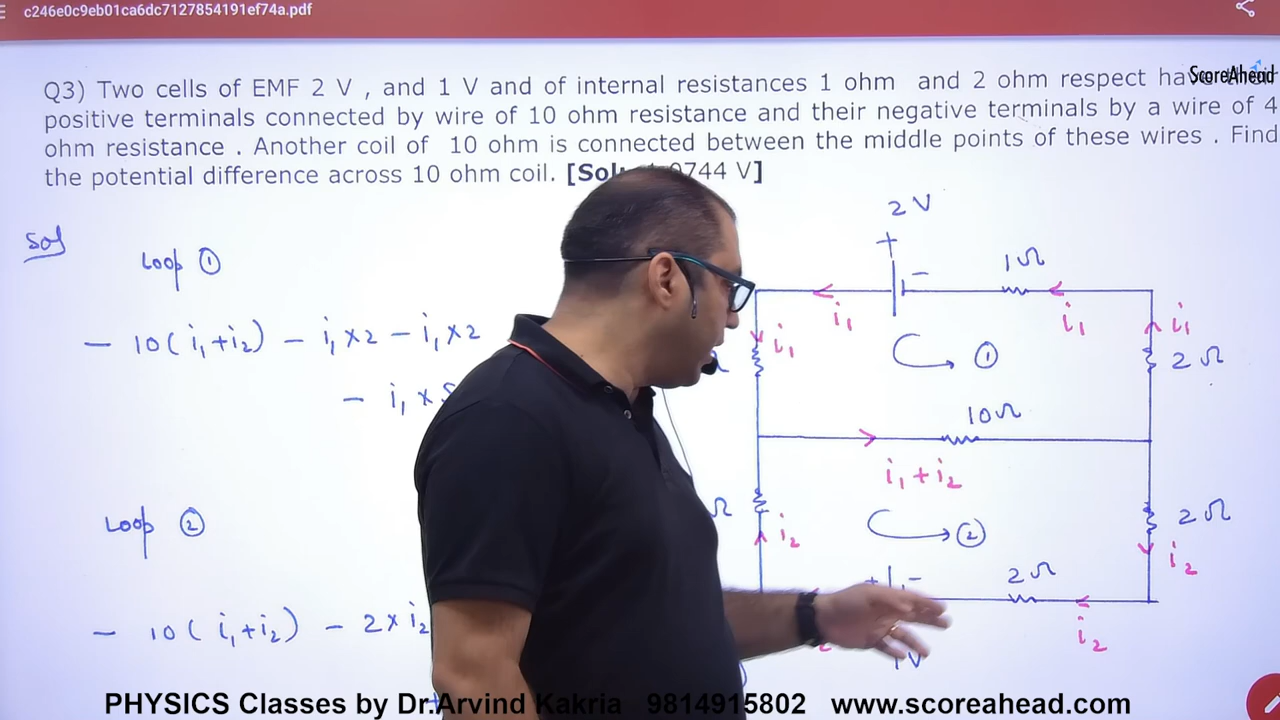 c246e0c9eb01ca6dc7127854191ef74a.pdf
ScoreAhead
Q3) Two cells of EMF 2 V , and 1 V and of internal resistances 1 ohm and 2 ohm respect have
positive terminals connected by wire of 10 ohm resistance and their negative terminals by a wire of 4
ohm resistance . Another coil of 10 ohm is connected between the middle points of these wires . Find
the potential difference across 10 ohm coil. [Sol: 0744 V]
Sol
Loop ①
− 10( i₁+i₂) − i₁×2 − i₁×2
− i₁×5
Loop ②
− 10( i₁+i₂) − 2×i₂
2 V
+ −
1Ω
i₁
i₁
i₁
i₁
2Ω
①
10Ω
i₁+i₂
Ω
i₂
②
2Ω
i₂
+ −
2Ω
i₂
1V
PHYSICS Classes by Dr.Arvind Kakria 9814915802 www.scoreahead.com